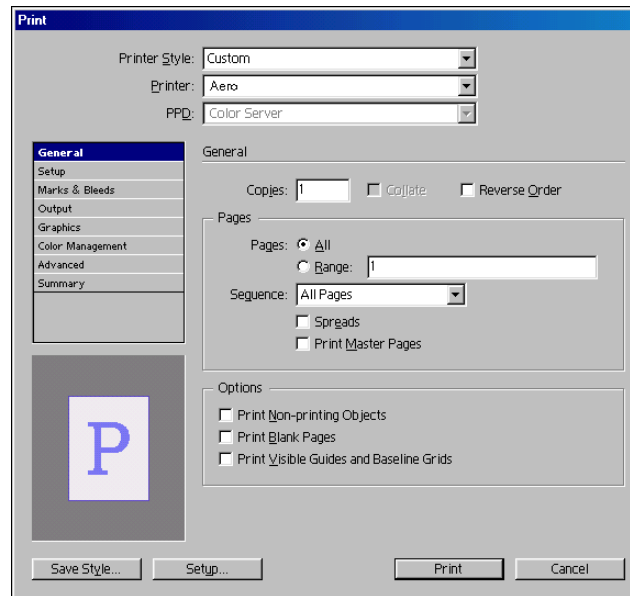 Print
Printer Style: Custom
Printer: Aero
PPD: Color Server
General
Setup
Marks & Bleeds
Output
Graphics
Color Management
Advanced
Summary
General
Copies: 1 Collate Reverse Order
Pages
Pages: All
Range: 1
Sequence: All Pages
Spreads
Print Master Pages
Options
Print Non-printing Objects
Print Blank Pages
Print Visible Guides and Baseline Grids
P
Save Style... Setup... Print Cancel